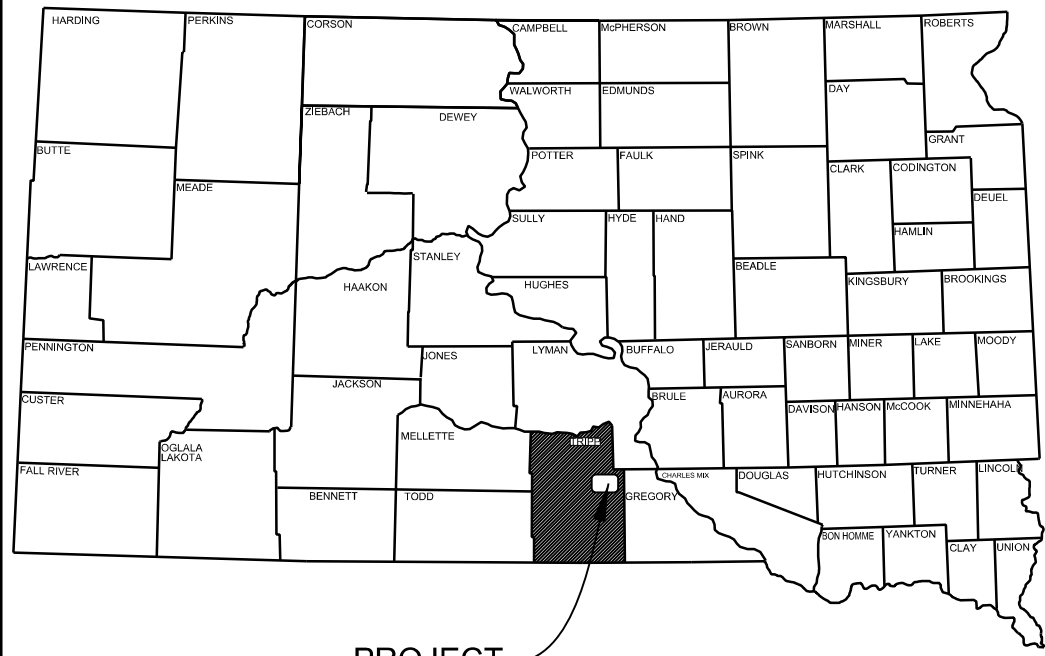 HARDING
PERKINS
CORSON
CAMPBELL
McPHERSON
BROWN
MARSHALL
ROBERTS
WALWORTH
EDMUNDS
DAY
ZIEBACH
DEWEY
GRANT
BUTTE
POTTER
FAULK
SPINK
CLARK
CODINGTON
MEADE
DEUEL
SULLY
HYDE
HAND
HAMLIN
LAWRENCE
STANLEY
BEADLE
HAAKON
HUGHES
KINGSBURY
BROOKINGS
PENNINGTON
JONES
LYMAN
BUFFALO
JERAULD
SANBORN
MINER
LAKE
MOODY
JACKSON
CUSTER
BRULE
AURORA
DAVISON
HANSON
McCOOK
MINNEHAHA
MELLETTE
TRIPP
OGLALA
LAKOTA
FALL RIVER
CHARLES MIX
DOUGLAS
HUTCHINSON
TURNER
LINCOLN
BENNETT
TODD
GREGORY
BON HOMME
YANKTON
CLAY
UNION
PROJECT